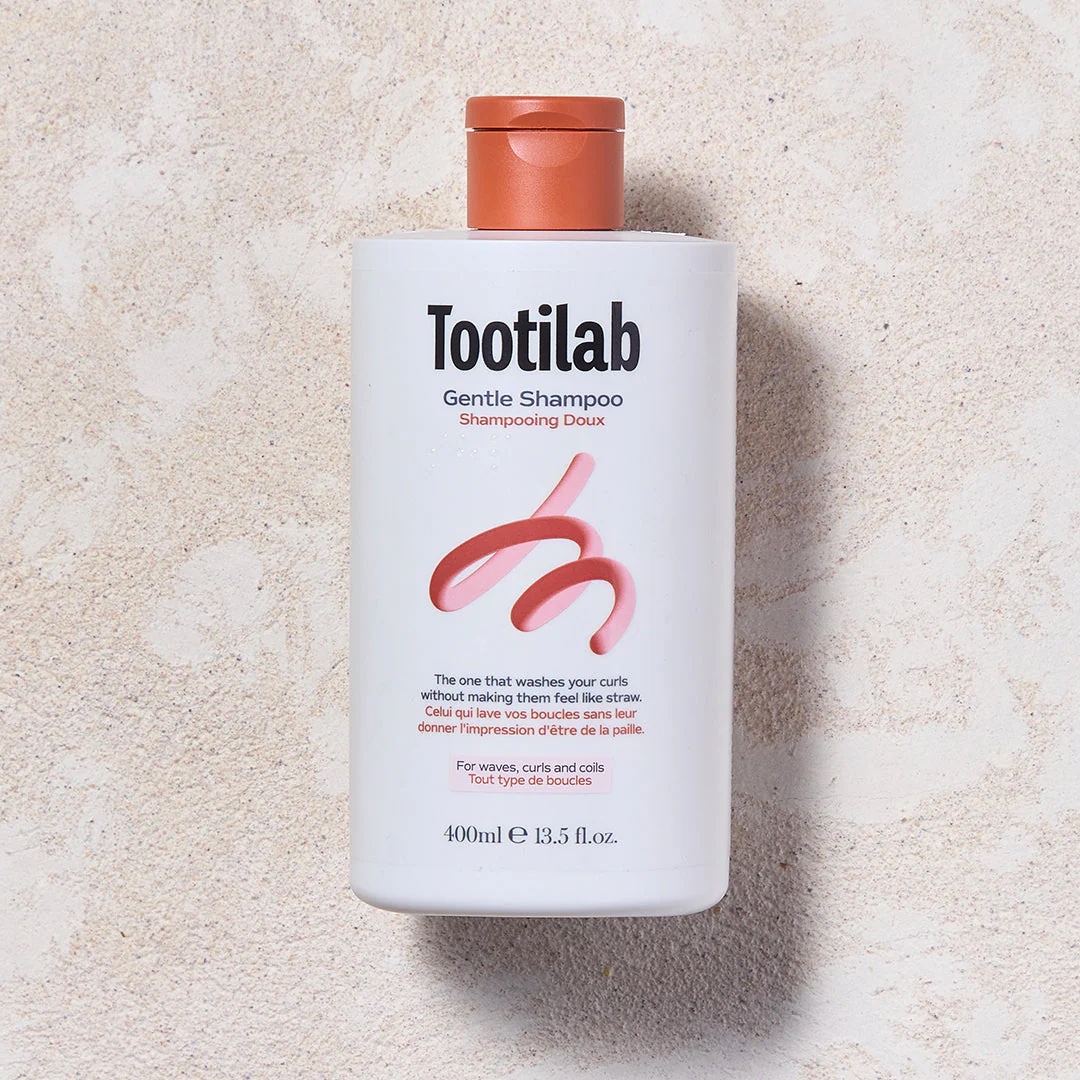 Tootilab
Gentle Shampoo
Shampooing Doux
The one that washes your curls
without making them feel like straw.
Celui qui lave vos boucles sans leur
donner l'impression d'être de la paille.
For waves, curls and coils
Tout type de boucles
400ml ℮ 13.5 fl.oz.